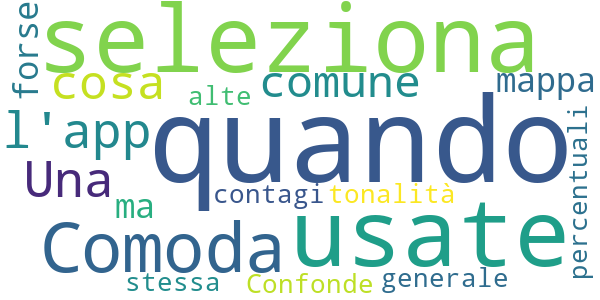 forse
seleziona
cosa
comune
mappa
alte
l'app
quando
percentuali
Una
contagi
tonalità
ma
usate
Comoda
stessa
Confonde
generale